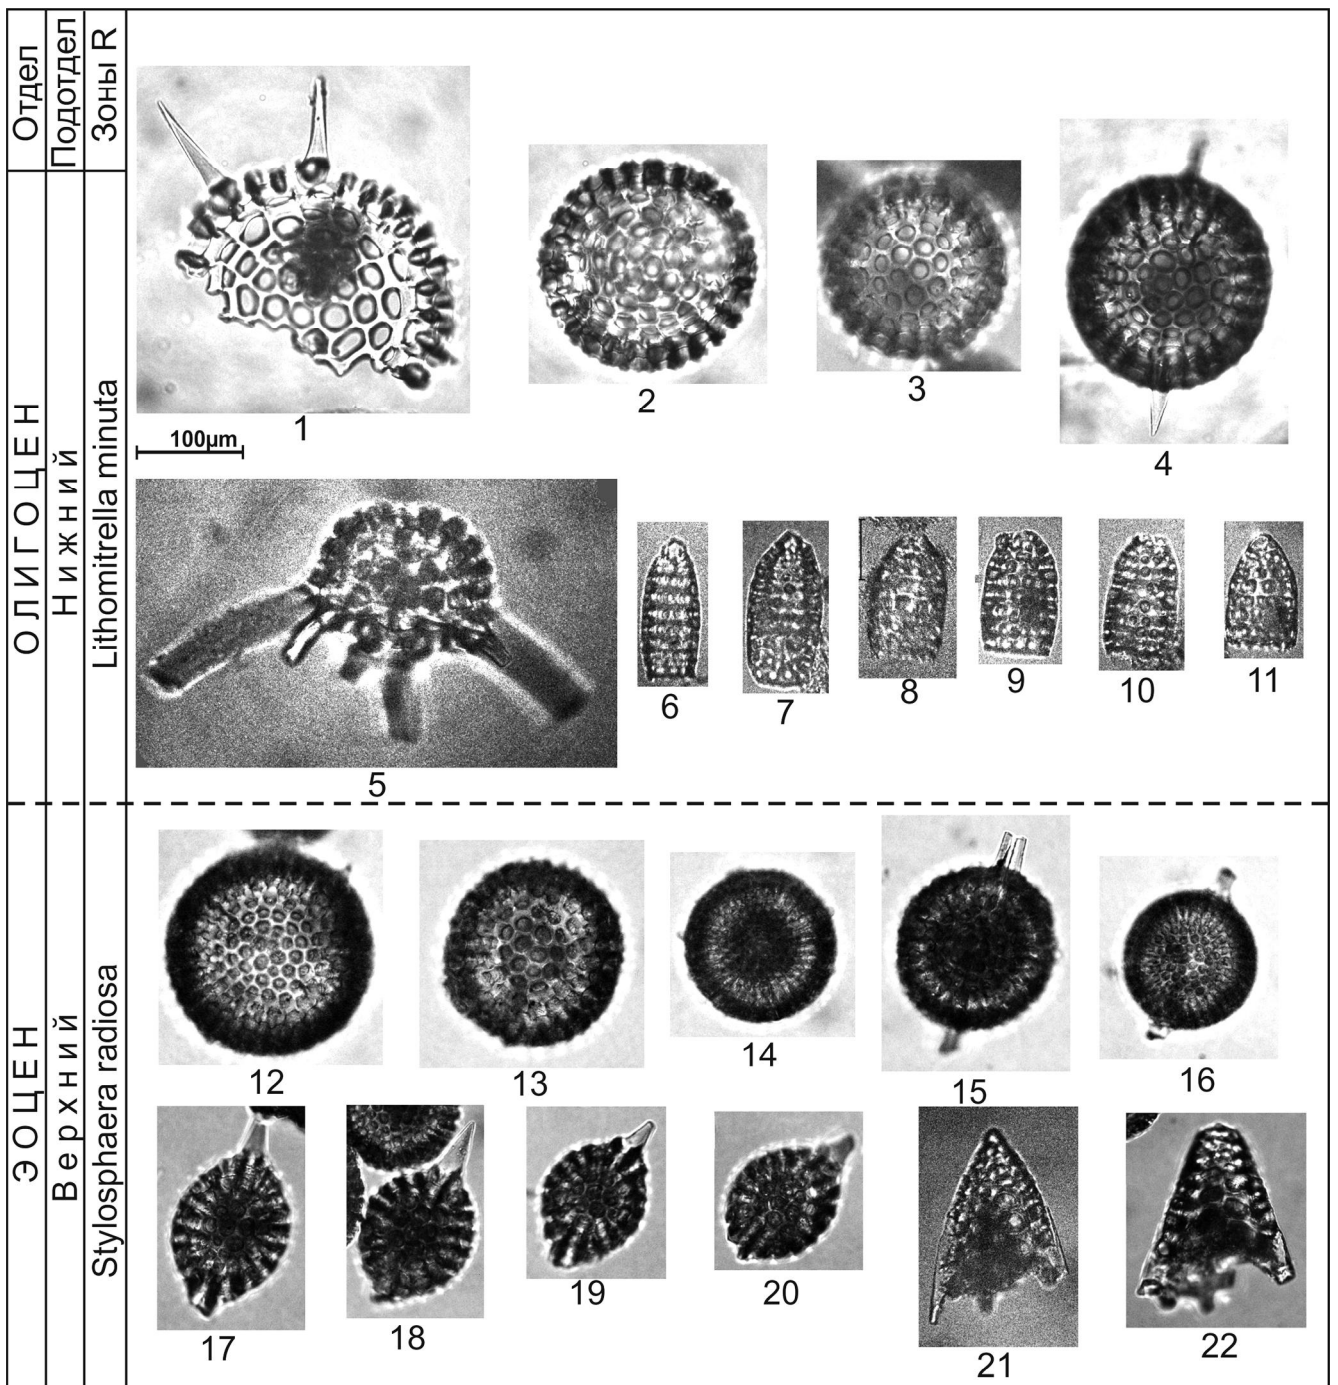 Отдел
Подотдел
Зоны R
ОЛИГОЦЕН
Нижний
Lithomitrella minuta
1
2
3
4
100µm
5
6
7
8
9
10
11
ЭОЦЕН
Верхний
Stylosphaera radiosa
12
13
14
15
16
17
18
19
20
21
22